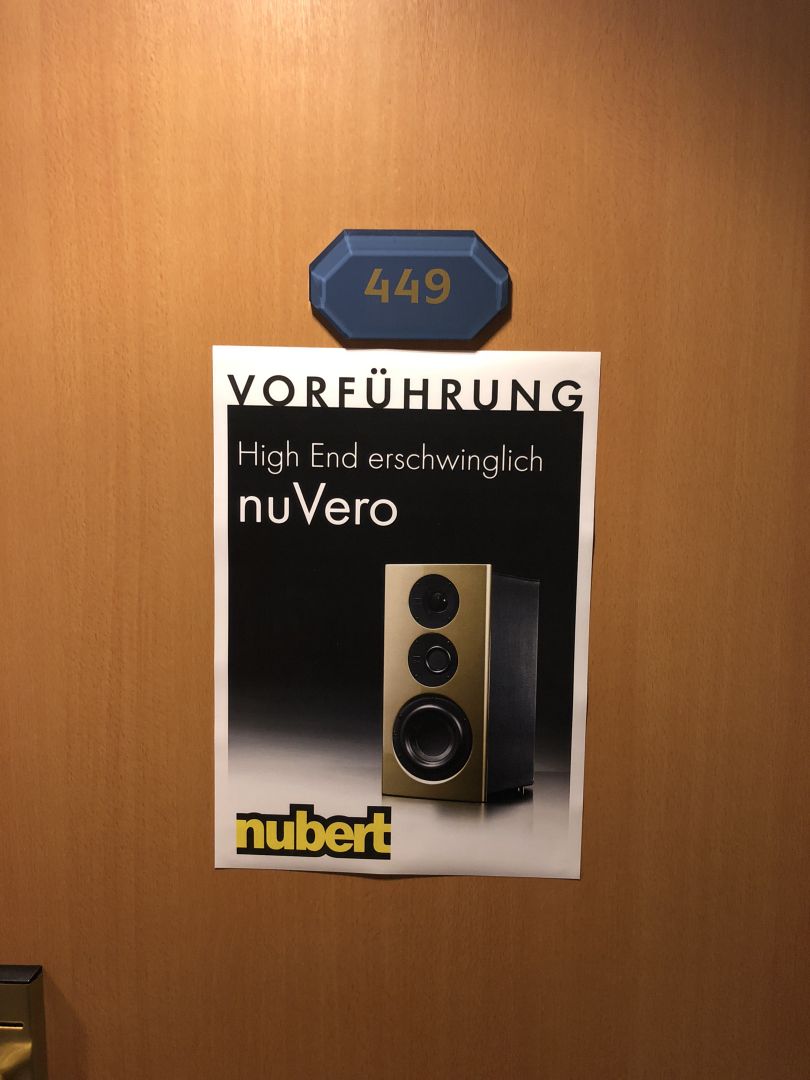 449
VORFÜHRUNG
High End erschwinglich
nuVero
nubert